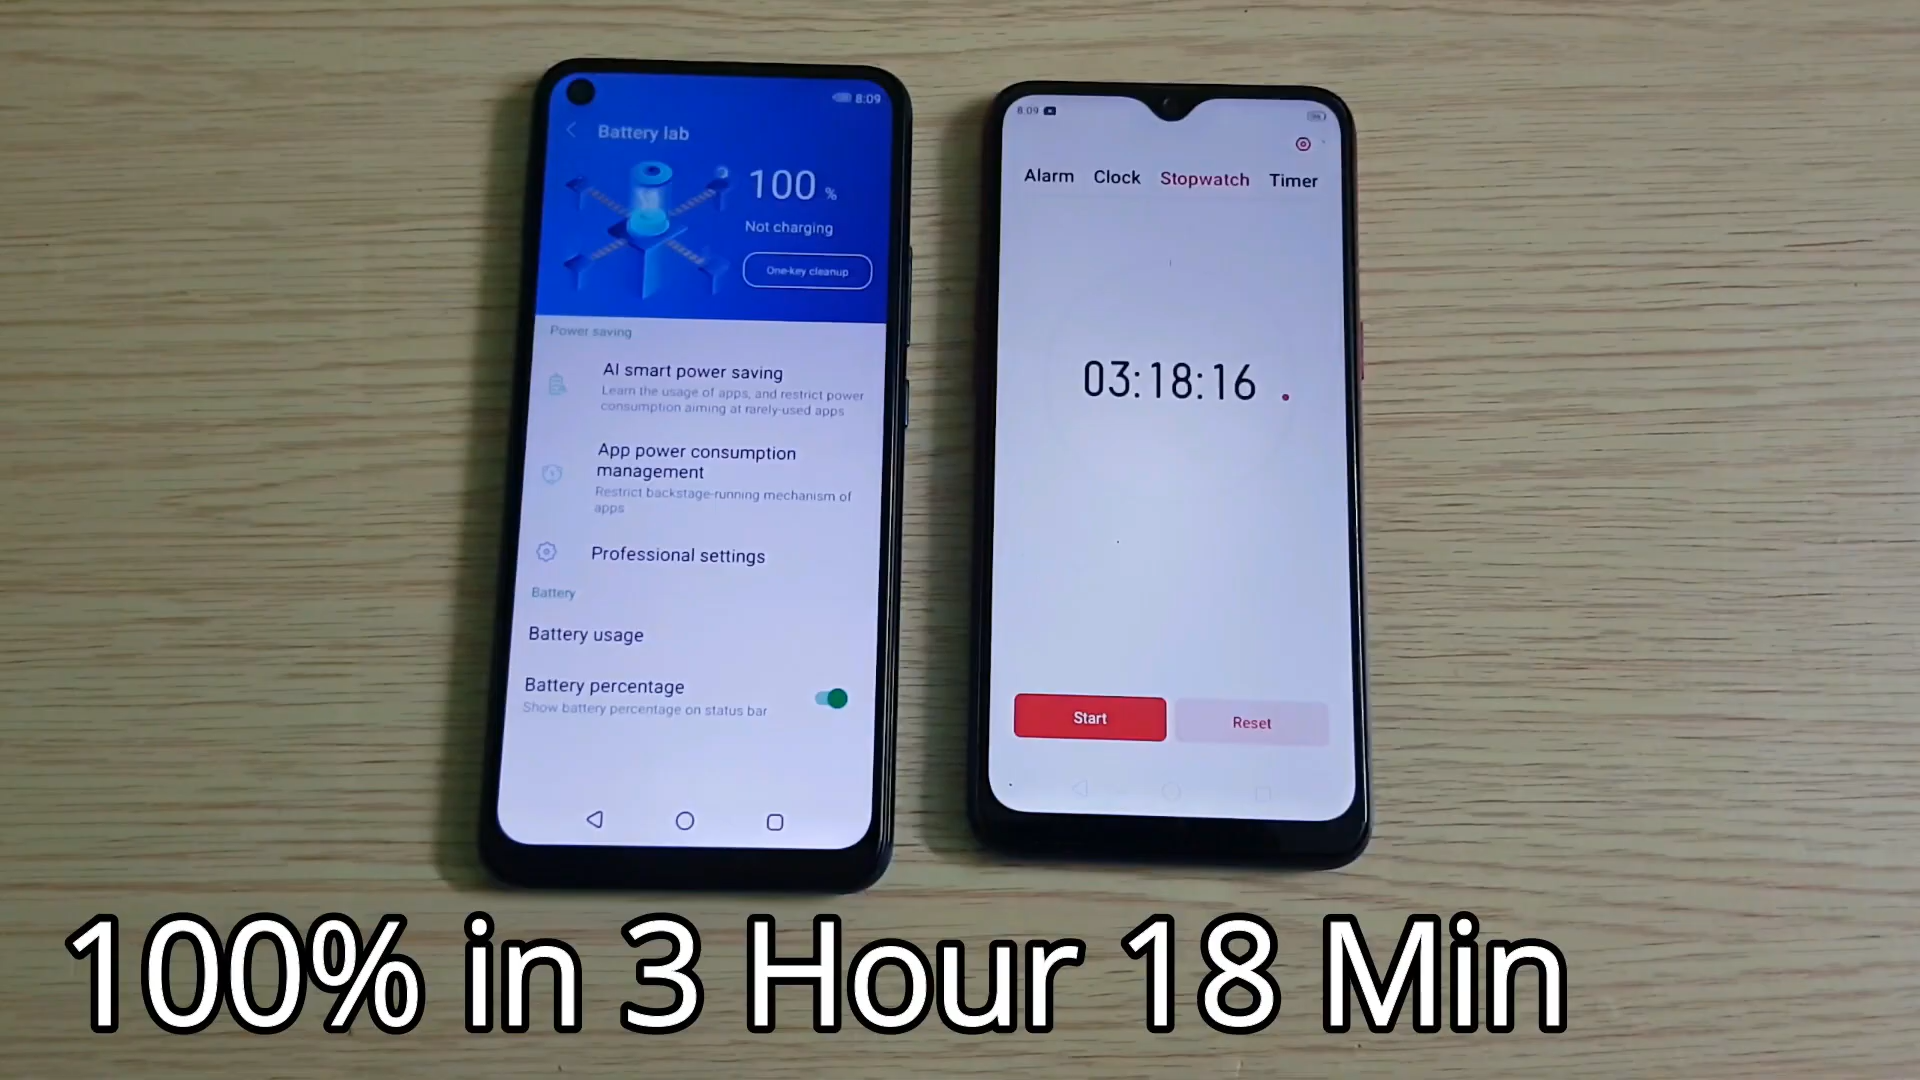 8:09
Battery lab
100 %
Not charging
One-key cleanup
Power saving
AI smart power saving
Learn the usage of apps, and restrict power
consumption aiming at rarely-used apps
App power consumption
management
Restrict backstage-running mechanism of
apps
Professional settings
Battery
Battery usage
Battery percentage
Show battery percentage on status bar
8:09
Alarm Clock Stopwatch Timer
03:18:16
Start Reset
100% in 3 Hour 18 Min